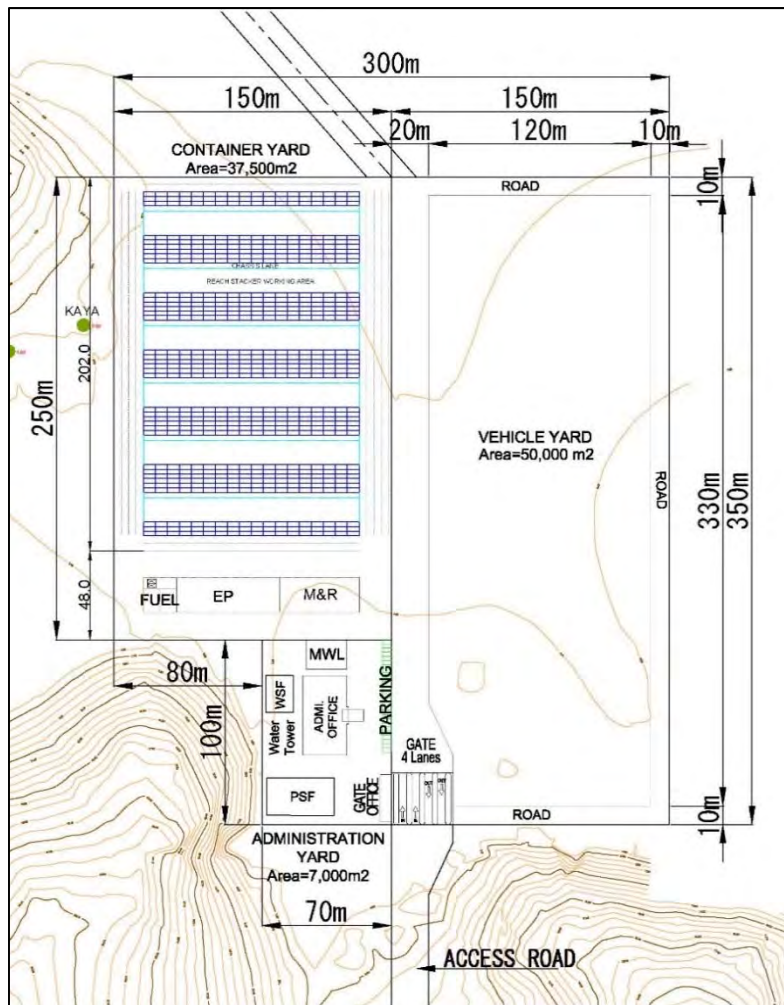 300m
150m
150m
20m
120m
10m
CONTAINER YARD
Area=37,500m2
ROAD
10m
REACH STACKER WORKING AREA
KAYA
202.0
250m
VEHICLE YARD
Area=50,000 m2
ROAD
330m
350m
48.0
FUEL
EP
M&R
80m
100m
MWL
WSF
Water
Tower
ADMI.
OFFICE
PARKING
GATE
4 Lanes
PSF
GATE
OFFICE
ROAD
10m
ADMINISTRATION
YARD
Area=7,000m2
70m
ACCESS ROAD